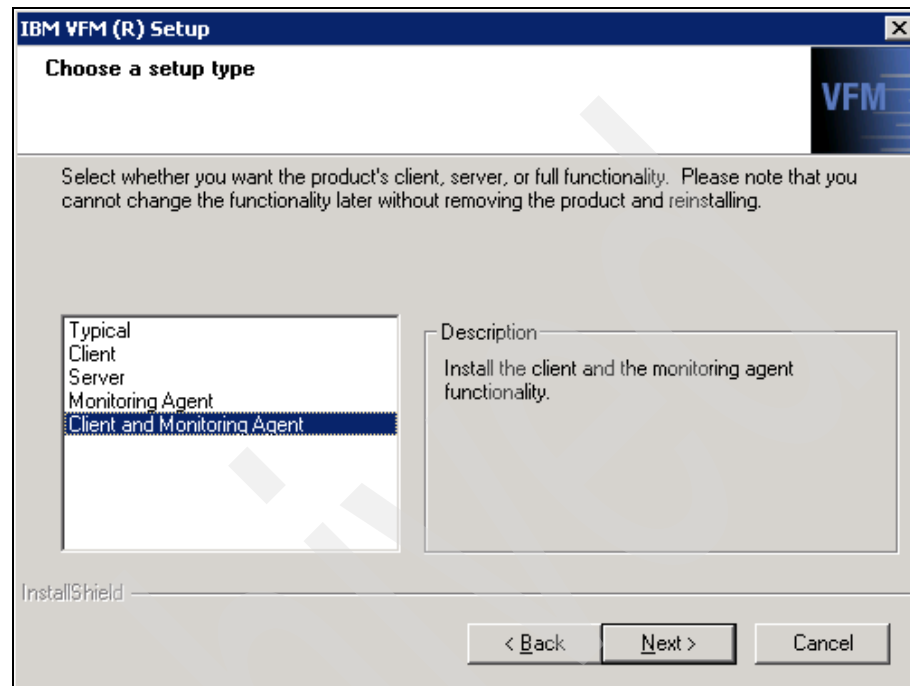 IBM VFM (R) Setup
Choose a setup type
VFM
Select whether you want the product's client, server, or full functionality. Please note that you
cannot change the functionality later without removing the product and reinstalling.
Typical
Client
Server
Monitoring Agent
Client and Monitoring Agent
Description
Install the client and the monitoring agent
functionality.
InstallShield
< Back
Next >
Cancel